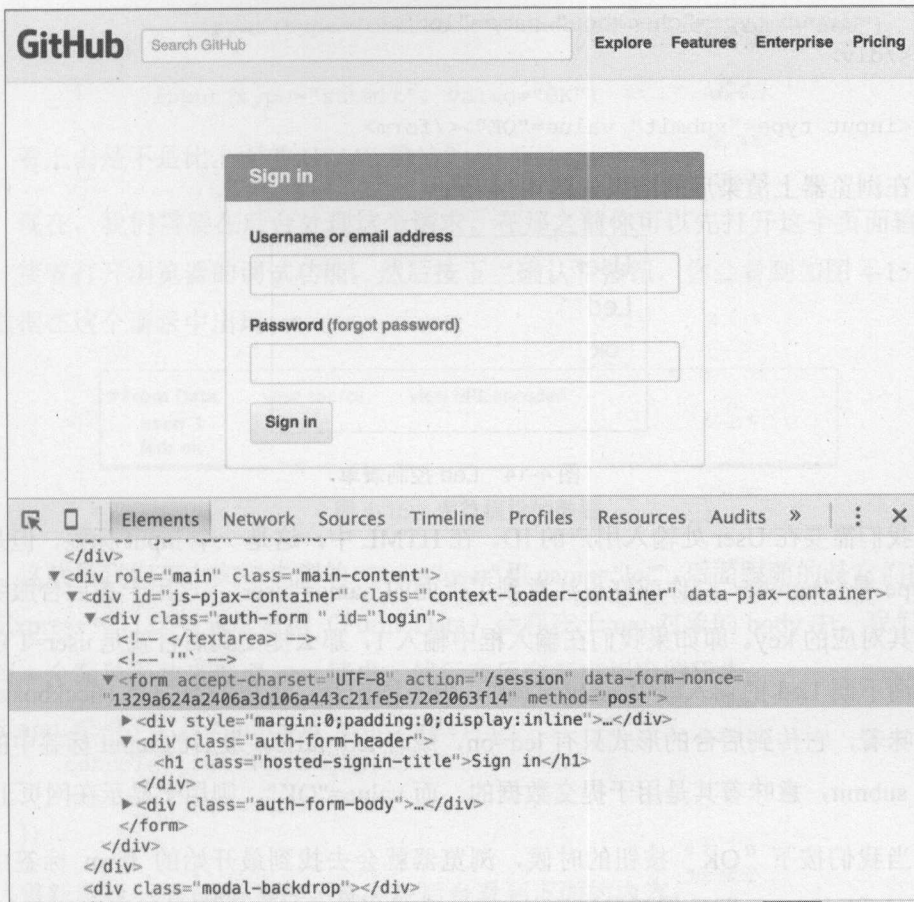 GitHub
Search GitHub
Explore Features Enterprise Pricing
Sign in
Username or email address
Password (forgot password)
Sign in
Elements Network Sources Timeline Profiles Resources Audits » ⋮ ×
</div>
▼<div role="main" class="main-content">
▼<div id="js-pjax-container" class="context-loader-container" data-pjax-container>
▼<div class="auth-form " id="login">
<!-- </textarea> -->
<!-- '"` -->
▼<form accept-charset="UTF-8" action="/session" data-form-nonce=
"1329a624a2406a3d106a443c21fe5e72e2063f14" method="post">
▶<div style="margin:0;padding:0;display:inline">…</div>
▼<div class="auth-form-header">
<h1 class="hosted-signin-title">Sign in</h1>
</div>
▶<div class="auth-form-body">…</div>
</form>
</div>
</div>
<div class="modal-backdrop"></div>